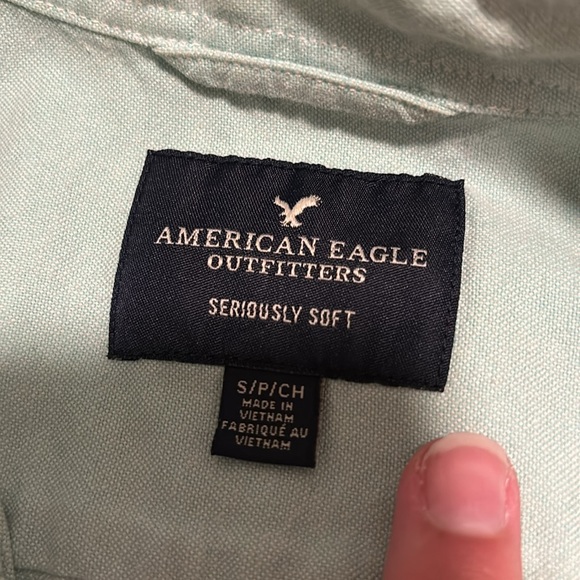 AMERICAN EAGLE
OUTFITTERS
SERIOUSLY SOFT
S/P/CH
MADE IN
VIETNAM
FABRIQUÉ AU
VIETNAM